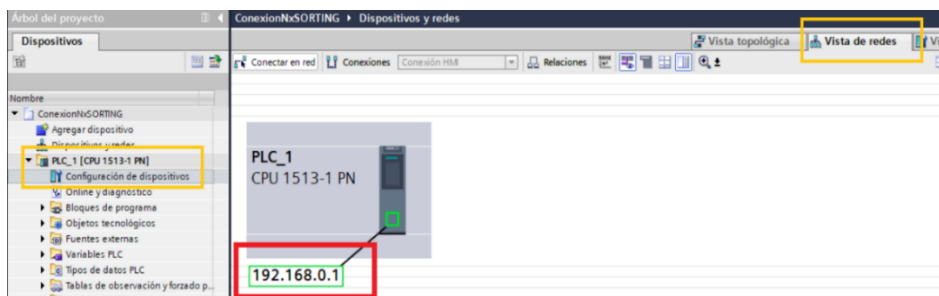 Árbol del proyecto
ConexionNxSORTING ▸ Dispositivos y redes
Dispositivos
Vista topológica
Vista de redes
Conectar en red
Conexiones
Conexión HMI
Relaciones
Nombre
ConexionNxSORTING
Agregar dispositivo
Dispositivos y redes
PLC_1 [CPU 1513-1 PN]
Configuración de dispositivos
Online y diagnóstico
Bloques de programa
Objetos tecnológicos
Fuentes externas
Variables PLC
Tipos de datos PLC
Tablas de observación y forzado p...
PLC_1
CPU 1513-1 PN
192.168.0.1